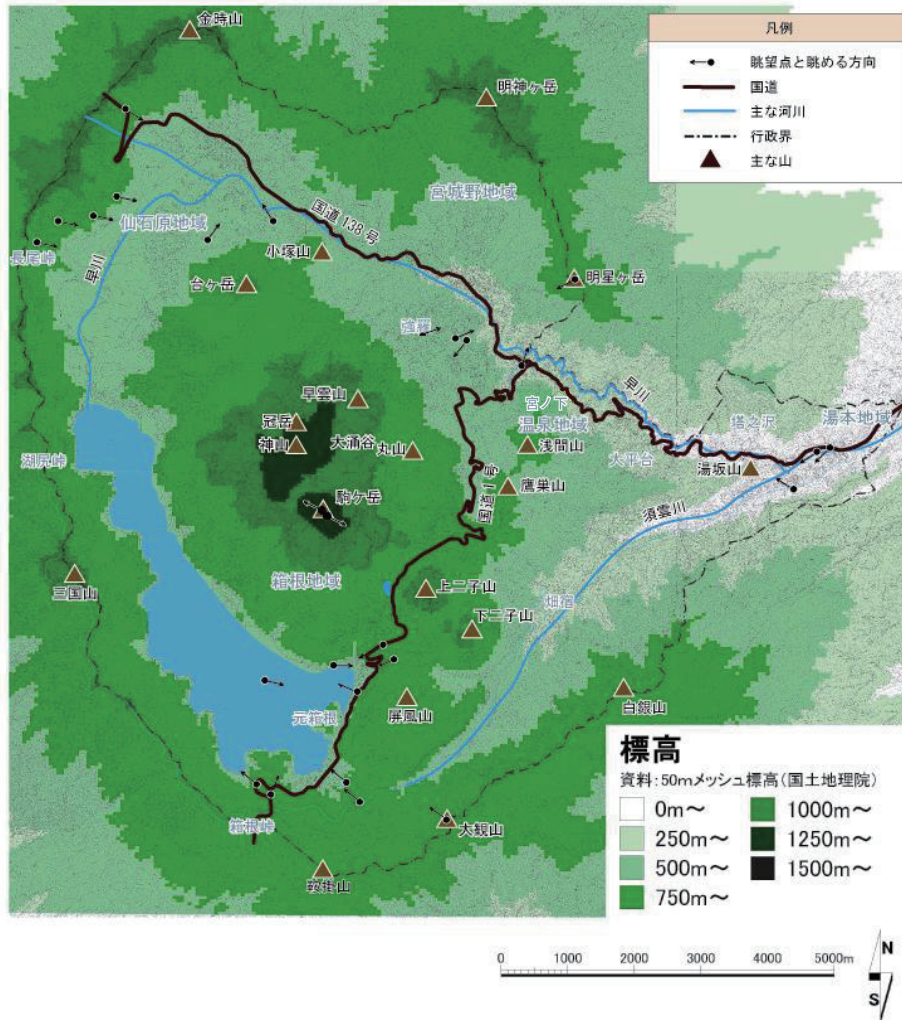 金時山
明神ヶ岳
凡例
眺望点と眺める方向
国道
主な河川
行政界
主な山
宮城野地域
国道138号
仙石原地域
長尾峠
早川
小塚山
台ヶ岳
明星ヶ岳
強羅
早雲山
冠岳
神山
大涌谷
丸山
宮ノ下
温泉地域
浅間山
早川
大平台
塔之沢
湯本地域
湯坂山
湖尻峠
国道1号
鷹巣山
須雲川
駒ケ岳
箱根地域
三国山
上二子山
下二子山
畑宿
元箱根
屏風山
白銀山
箱根峠
大観山
鞍掛山
標高
資料:50mメッシュ標高(国土地理院)
0m~
250m~
500m~
750m~
1000m~
1250m~
1500m~
0 1000 2000 3000 4000 5000m
N
S